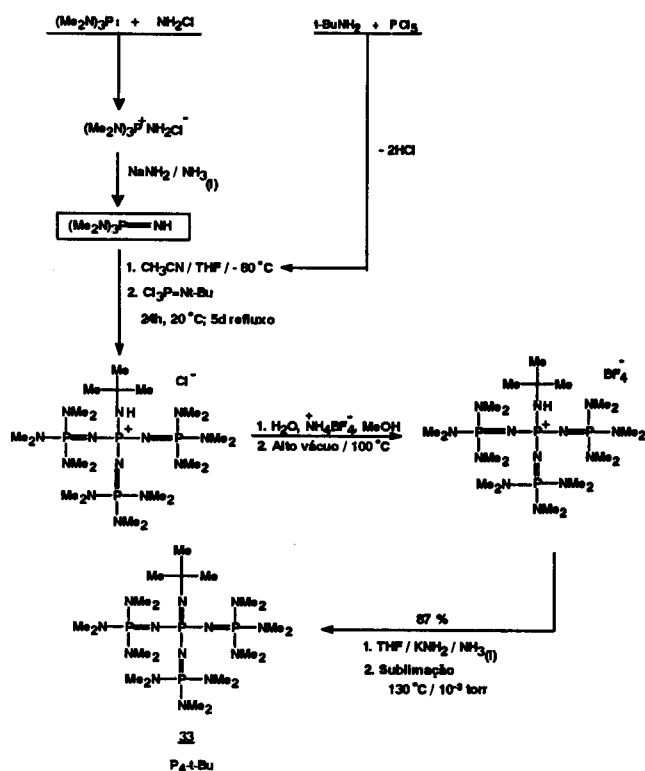 (Me2N)3P: + NH2Cl
t-BuNH2 + PCl5
(Me2N)3P+NH2Cl-
- 2HCl
NaNH2 / NH3(l)
(Me2N)3P=NH
1. CH3CN / THF / - 60°C
2. Cl3P=Nt-Bu
24h, 20°C; 5d refluxo
Me
Me Me
Cl-
NMe2 NH NMe2
Me2N-P=N-P+-N=P-NMe2
NMe2 N NMe2
Me2N-P-NMe2
NMe2
1. H2O, +NH4BF4-, MeOH
2. Alto vácuo / 100°C
Me
Me Me
BF4-
NMe2 NH NMe2
Me2N-P=N-P+-N=P-NMe2
NMe2 N NMe2
Me2N-P-NMe2
NMe2
87 %
1. THF / KNH2 / NH3(l)
2. Sublimação
130°C / 10-3 torr
Me
Me Me
NMe2 N NMe2
Me2N-P=N-P-N=P-NMe2
NMe2 N NMe2
Me2N-P-NMe2
NMe2
33
P4-t-Bu